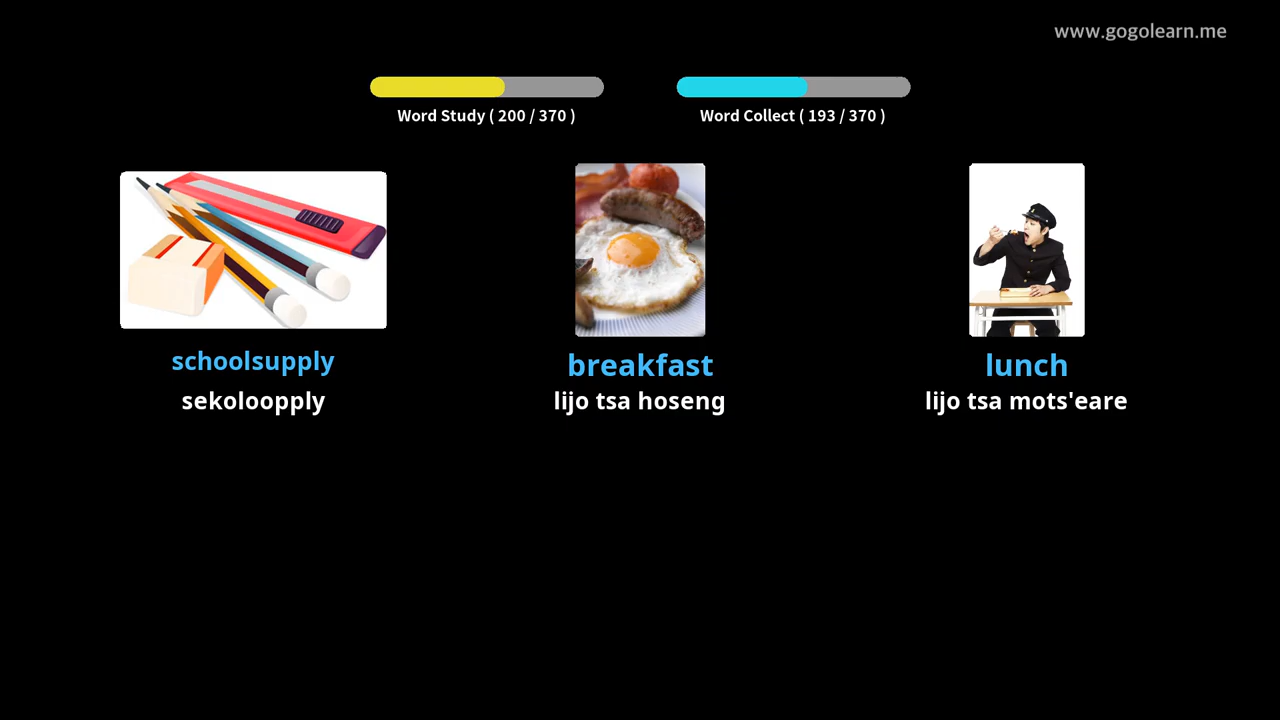 www.gogolearn.me
Word Study ( 200 / 370 )
Word Collect ( 193 / 370 )
schoolsupply
sekoloopply
breakfast
lijo tsa hoseng
lunch
lijo tsa mots'eare